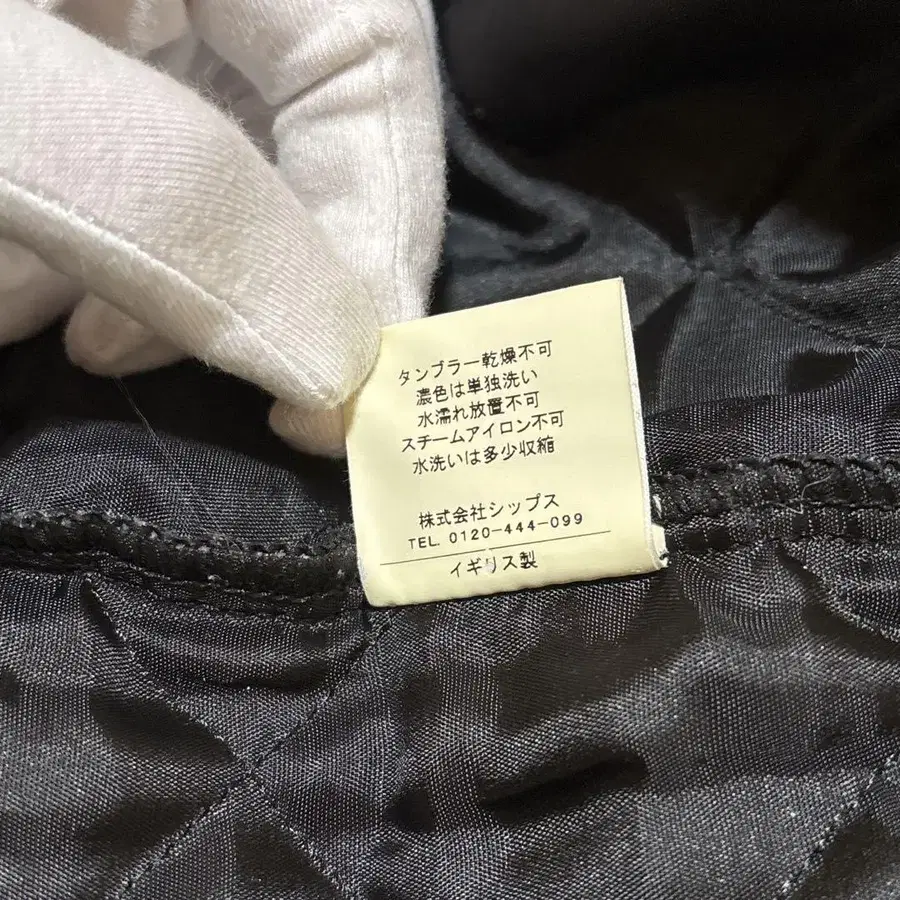 タンブラー乾燥不可
濃色は単独洗い
水濡れ放置不可
スチームアイロン不可
水洗いは多少収縮
株式会社シップス
TEL. 0120-444-099
イギリス製